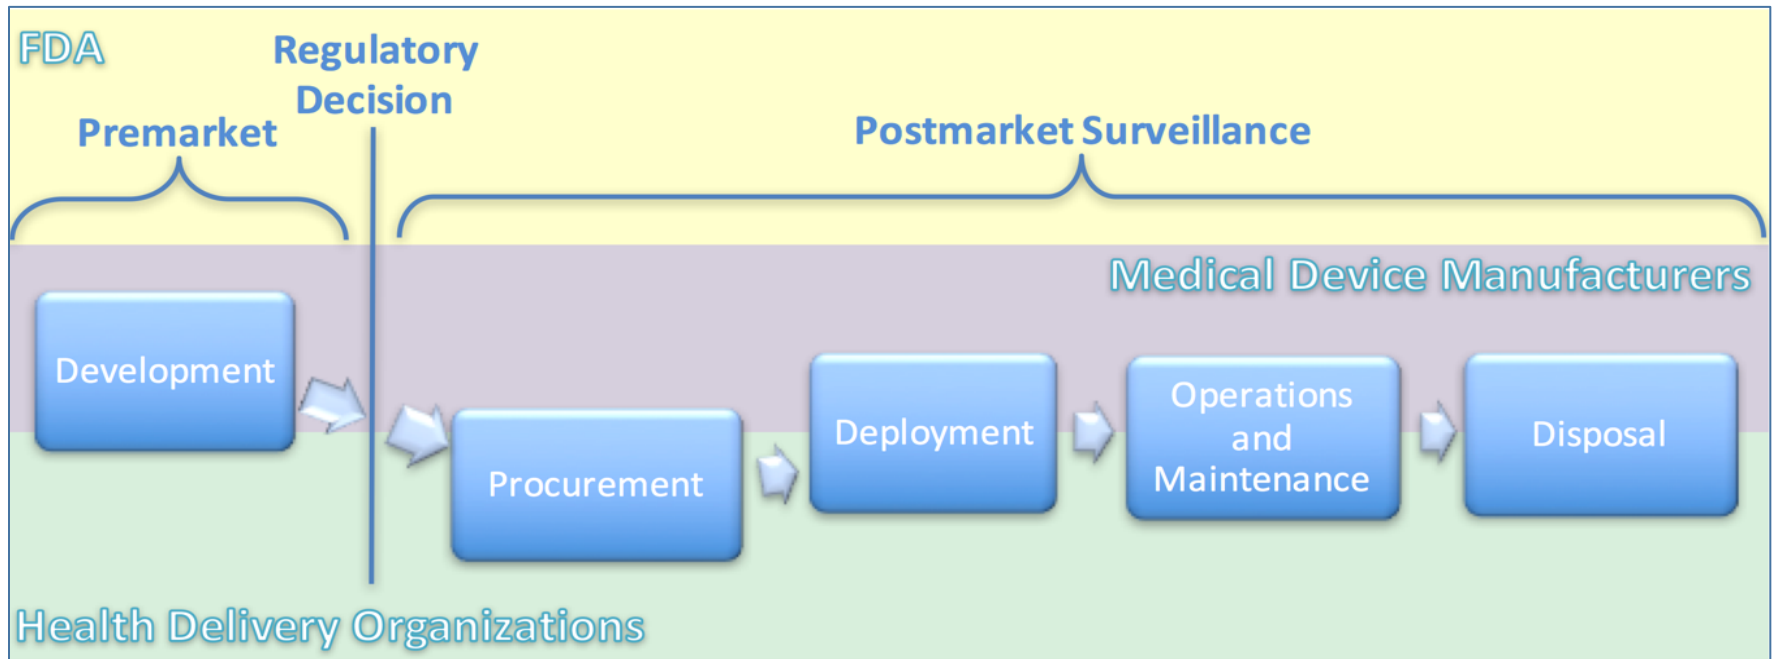 FDA
Regulatory
Decision
Premarket
Postmarket Surveillance
Medical Device Manufacturers
Development
Procurement
Deployment
Operations
and
Maintenance
Disposal
Health Delivery Organizations